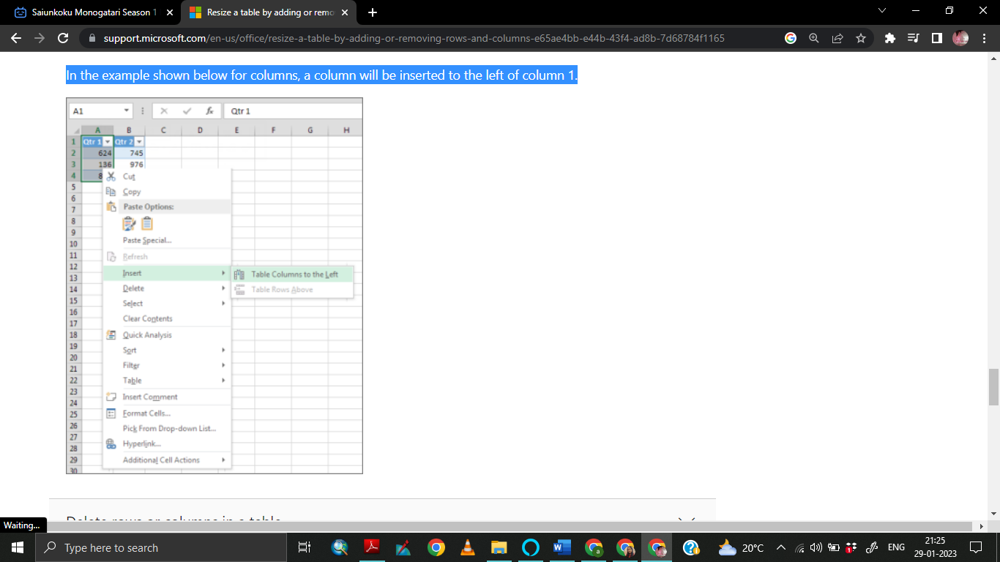 Saiunkoku Monogatari Season 1
Resize a table by adding or remo
support.microsoft.com/en-us/office/resize-a-table-by-adding-or-removing-rows-and-columns-e65ae4bb-e44b-43f4-ad8b-7d68784f1165
In the example shown below for columns, a column will be inserted to the left of column 1.
A1 fx Qtr 1
A B C D E F G H
1 Qtr 1 Qtr 2
2 624 745
3 136 976
4 8
5
6
7
8
9
10
11
12
13
14
15
16
17
18
19
20
21
22
23
24
25
26
27
28
29
30
Cut
Copy
Paste Options:
Paste Special...
Refresh
Insert
Delete
Select
Clear Contents
Quick Analysis
Sort
Filter
Table
Insert Comment
Format Cells...
Pick From Drop-down List...
Hyperlink...
Additional Cell Actions
Table Columns to the Left
Table Rows Above
Delete rows or columns in a table
Waiting...
Type here to search
20°C
ENG
21:25
29-01-2023